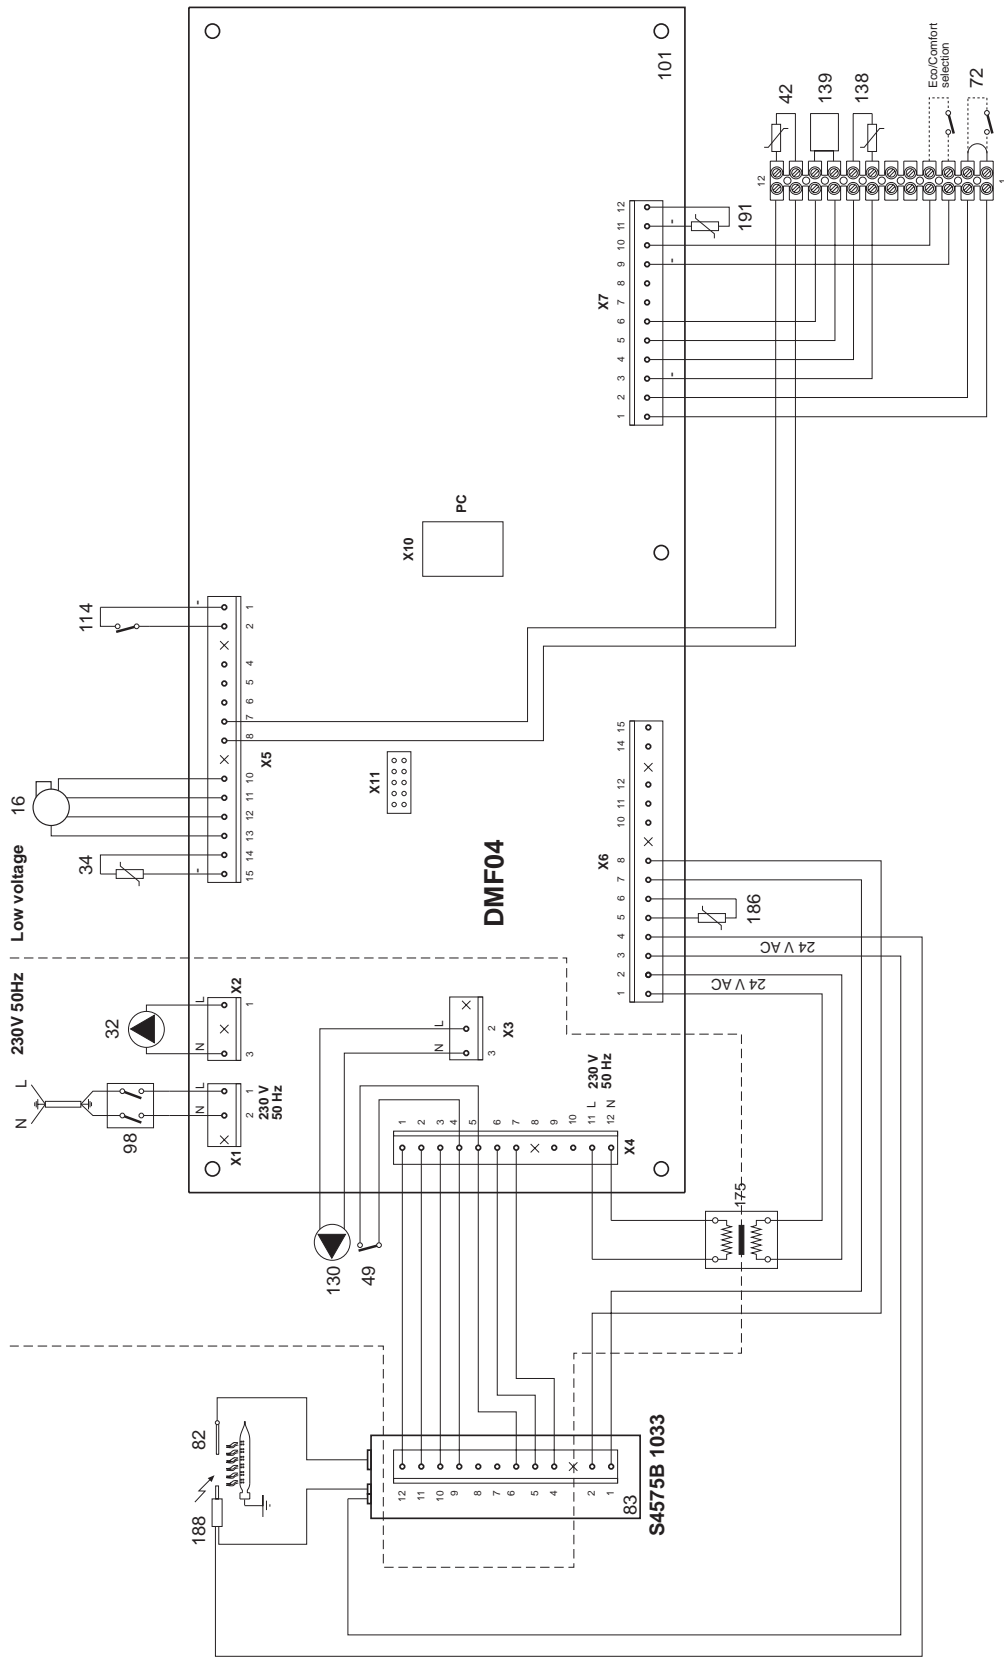 230V 50Hz
Low voltage
N L
16
34
114
32
98
N L
2 1
230 V
50 Hz
X1
N L
3 1
X2
15 14 13 12 11 10 8 7 6 5 4 2 1
X5
188
82
130
49
N L
3 2
X3
X11
X10
PC
DMF04
1
2
3
4
5
6
7
8
9
10
11 L
12 N
230 V
50 Hz
X4
12
11
10
9
8
7
6
5
4
2
1
83
S4575B 1033
X6
1 2 3 4 5 6 7 8 10 11 12 14 15
X7
1 2 3 4 5 6 7 8 9 10 11 12
101
175
24 V AC
24 V AC
186
191
12
1
42
139
138
Eco/Comfort
selection
72